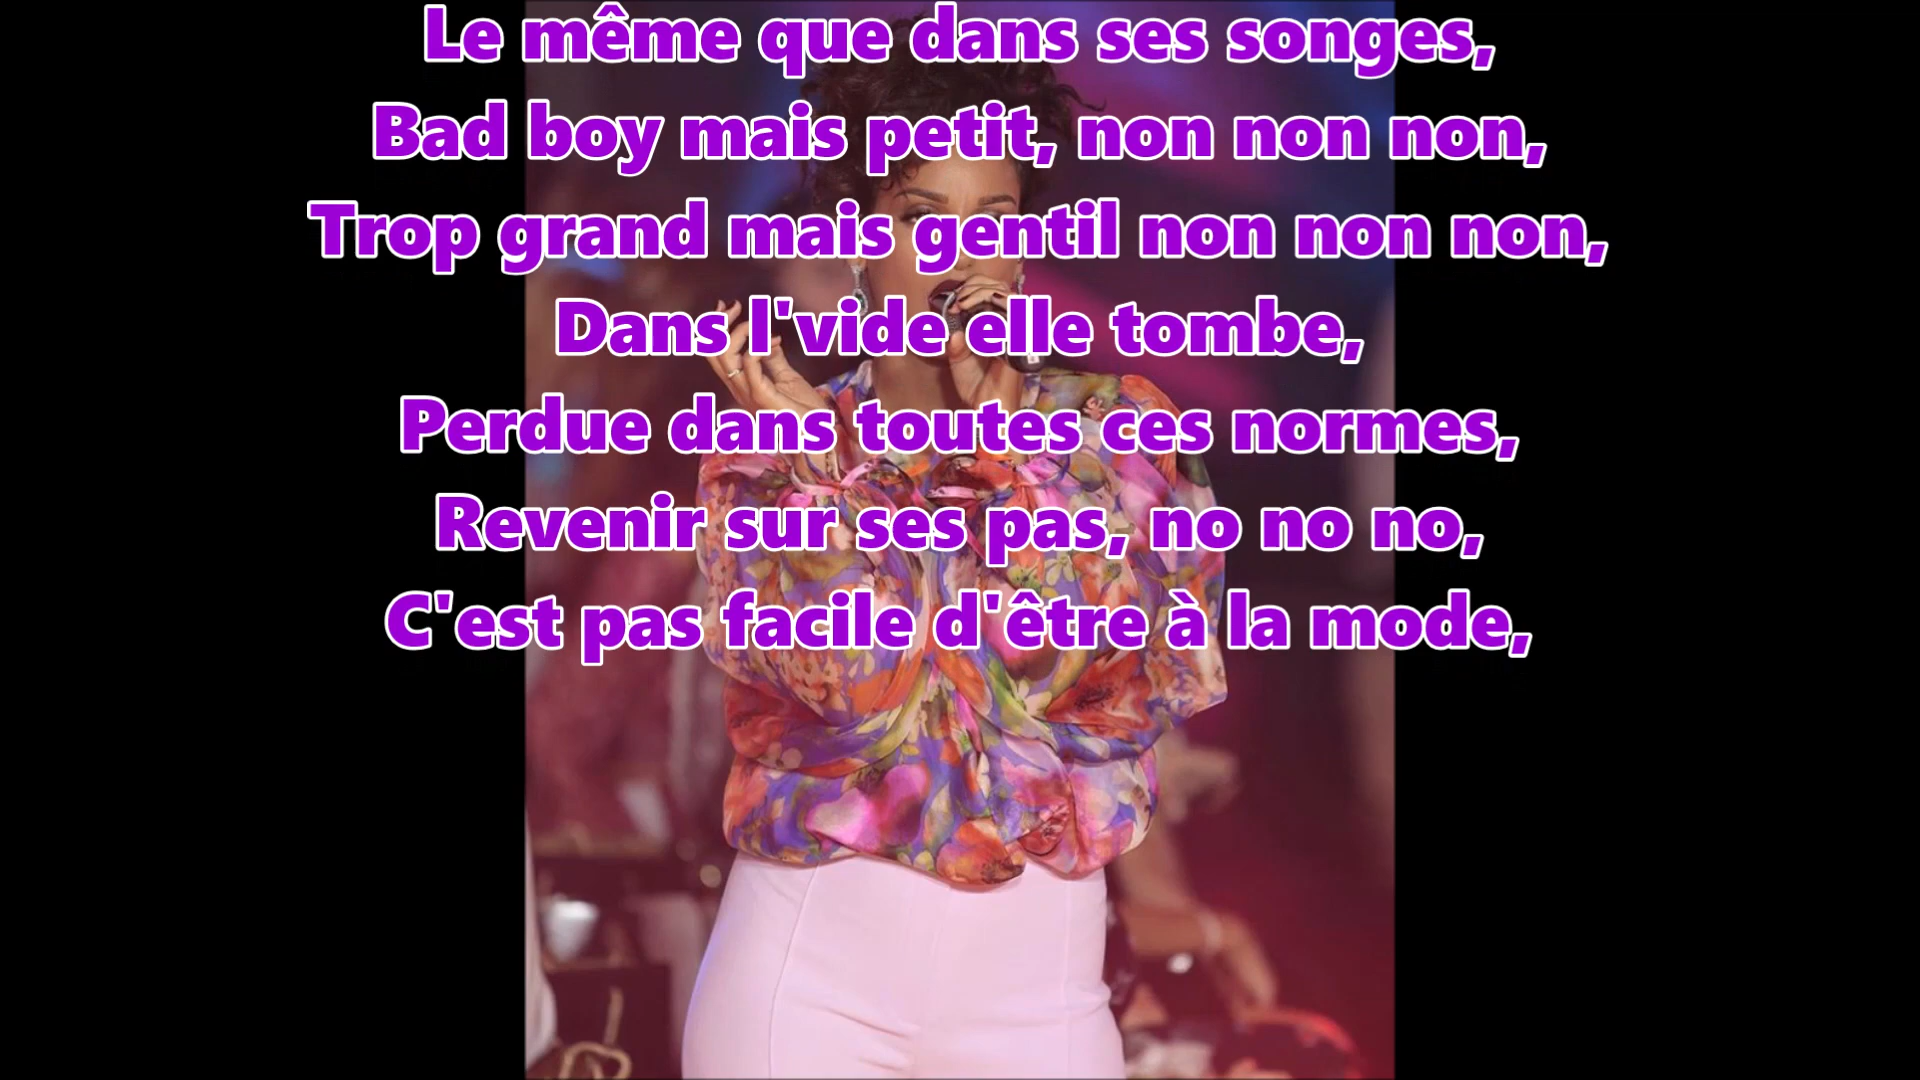 Le même que dans ses songes,
Bad boy mais petit, non non non,
Trop grand mais gentil non non non,
Dans l'vide elle tombe,
Perdue dans toutes ces normes,
Revenir sur ses pas, no no no,
C'est pas facile d'être à la mode,